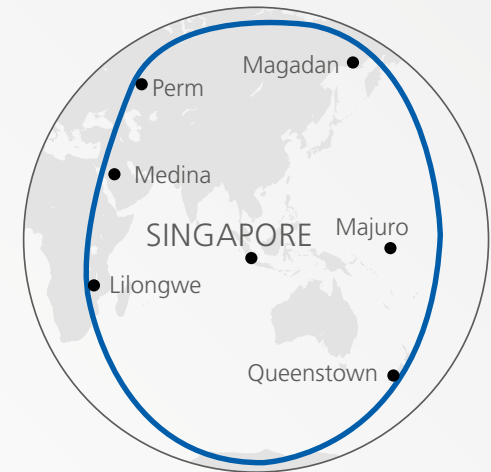 Magadan
Perm
Medina
SINGAPORE
Majuro
Lilongwe
Queenstown